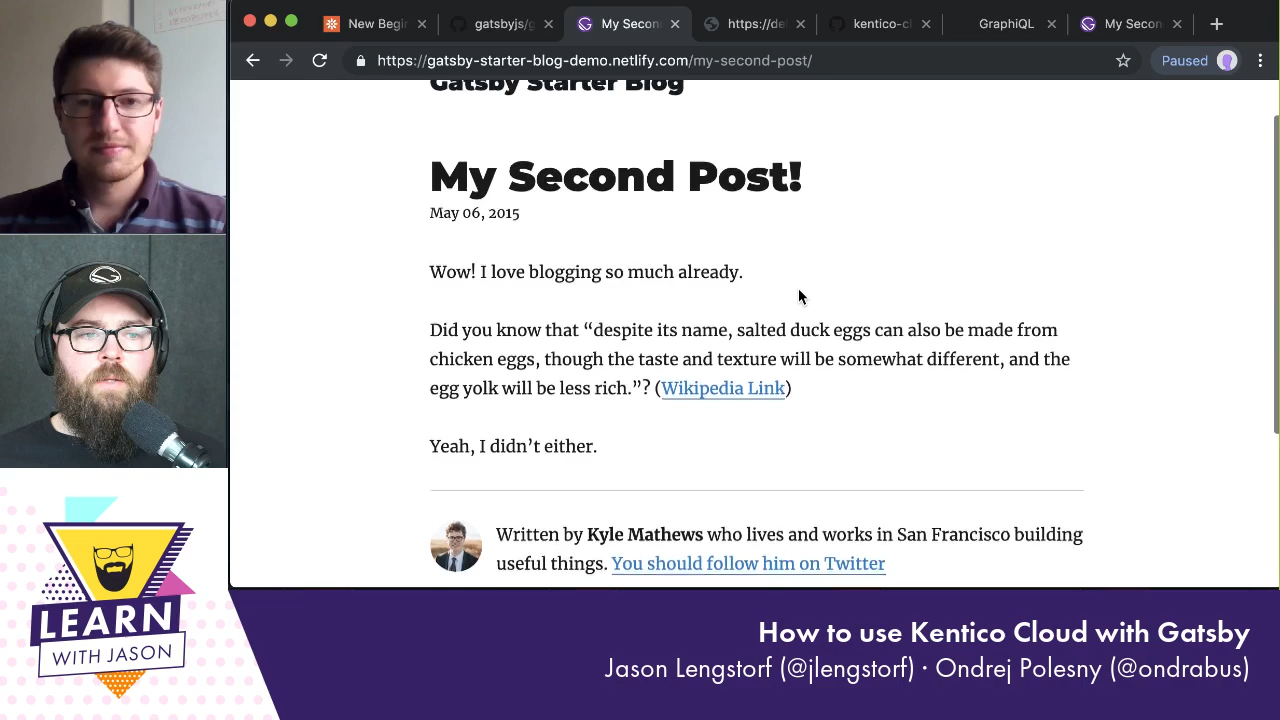 New Begin
gatsbyjs/g
My Secon
https://de
kentico-cl
GraphiQL
My Secon
https://gatsby-starter-blog-demo.netlify.com/my-second-post/
Paused
Gatsby Starter Blog
My Second Post!
May 06, 2015
Wow! I love blogging so much already.
Did you know that “despite its name, salted duck eggs can also be made from
chicken eggs, though the taste and texture will be somewhat different, and the
egg yolk will be less rich.”? (Wikipedia Link)
Yeah, I didn’t either.
Written by Kyle Mathews who lives and works in San Francisco building
useful things. You should follow him on Twitter
LEARN
WITH JASON
How to use Kentico Cloud with Gatsby
Jason Lengstorf (@jlengstorf) · Ondrej Polesny (@ondrabus)